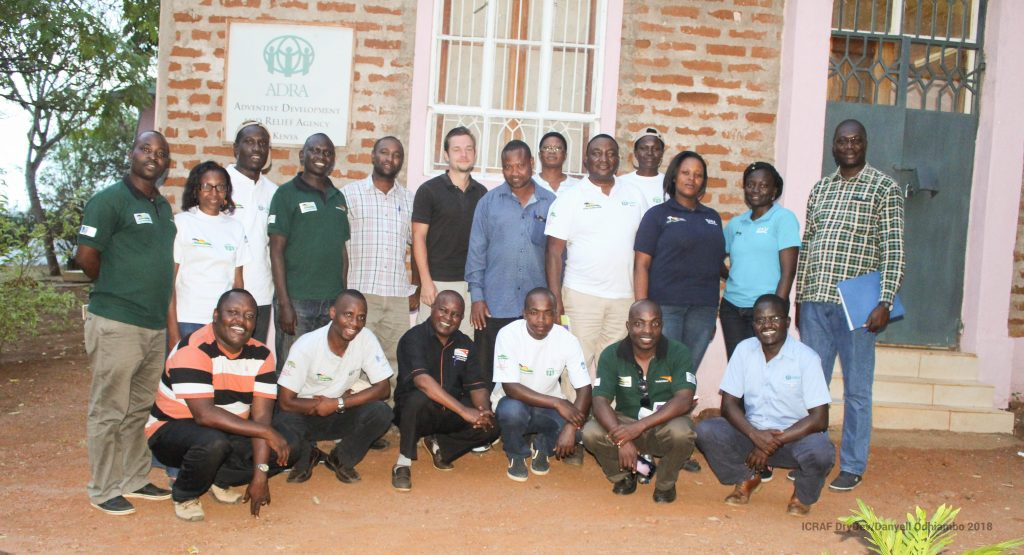 ADRA
ADVENTIST DEVELOPMENT
AND RELIEF AGENCY
KENYA
ICRAF DryDev/Danyell Odhiambo 2018